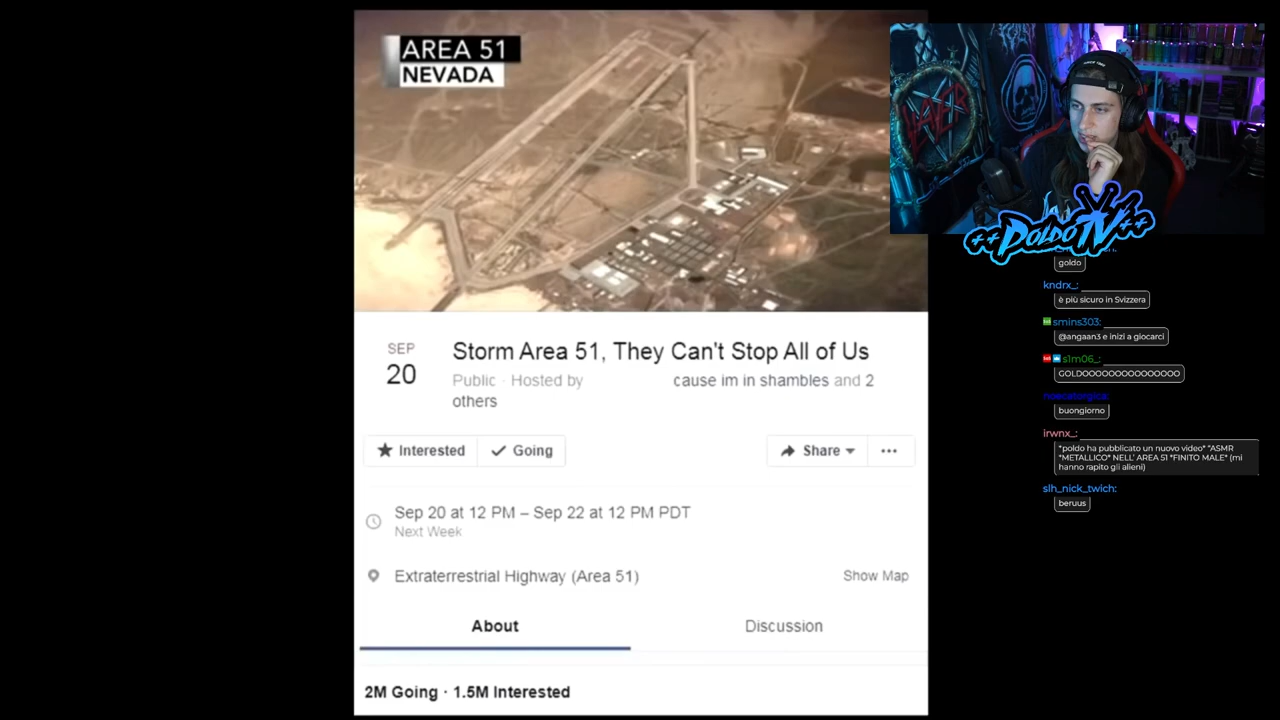 AREA 51
NEVADA
SEP
20
Storm Area 51, They Can't Stop All of Us
Public · Hosted by cause im in shambles and 2
others
Interested
Going
Share
Sep 20 at 12 PM – Sep 22 at 12 PM PDT
Next Week
Extraterrestrial Highway (Area 51)
Show Map
About
Discussion
2M Going · 1.5M Interested
SLAYER
++POLDOTV++
goldo
kndrx_:
è più sicuro in Svizzera
smins303:
@angaan3 e inizi a giocarci
s1m06_:
GOLDOOOOOOOOOOOOOOO
buongiorno
irwnx_:
*poldo ha pubblicato un nuovo video* "ASMR
*METALLICO* NELL' AREA 51 *FINITO MALE* (mi
hanno rapito gli alieni)
slh_nick_twich:
beruus